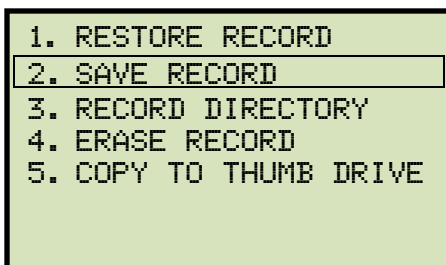 1. RESTORE RECORD
2. SAVE RECORD
3. RECORD DIRECTORY
4. ERASE RECORD
5. COPY TO THUMB DRIVE